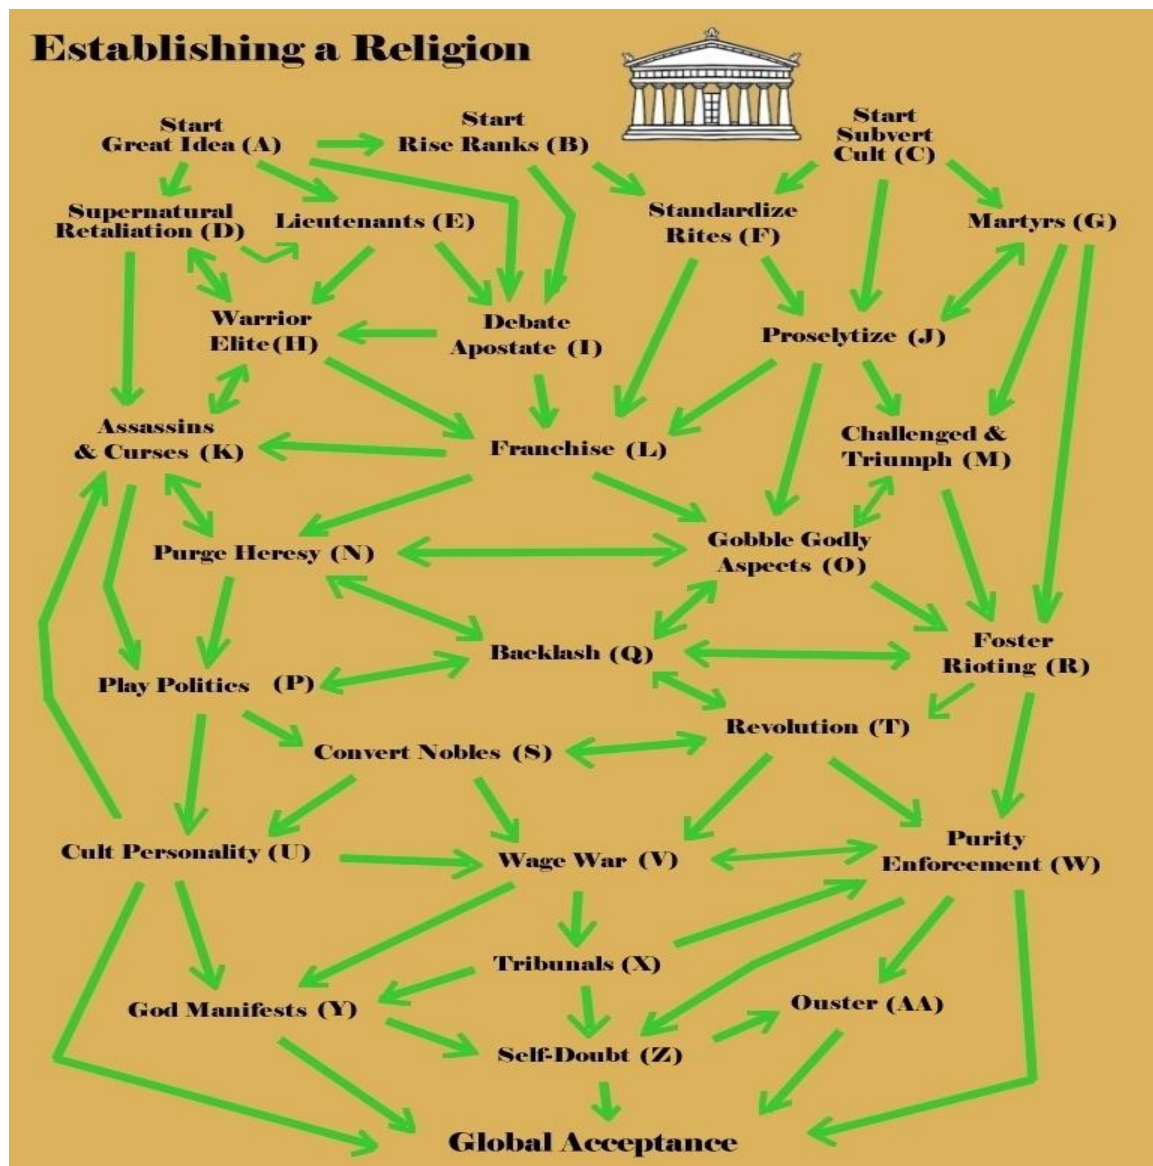 Establishing a Religion
Start
Great Idea (A)
Start
Rise Ranks (B)
Start
Subvert
Cult (C)
Supernatural
Retaliation (D)
Lieutenants (E)
Standardize
Rites (F)
Martyrs (G)
Warrior
Elite(H)
Debate
Apostate (I)
Proselytize (J)
Assassins
& Curses (K)
Franchise (L)
Challenged &
Triumph (M)
Purge Heresy (N)
Gobble Godly
Aspects (O)
Play Politics (P)
Backlash (Q)
Foster
Rioting (R)
Convert Nobles (S)
Revolution (T)
Cult Personality (U)
Wage War (V)
Purity
Enforcement (W)
Tribunals (X)
God Manifests (Y)
Self-Doubt (Z)
Ouster (AA)
Global Acceptance